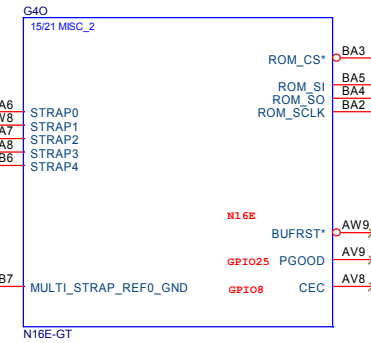 G4O
15/21 MISC_2
ROM_CS* BA3
ROM_SI BA5
ROM_SO BA4
ROM_SCLK BA2
A6 STRAP0
W8 STRAP1
A7 STRAP2
A8 STRAP3
B6 STRAP4
N16E
BUFRST* AW9
GPIO25 PGOOD AV9
B7 MULTI_STRAP_REF0_GND
GPIO8 CEC AV8
N16E-GT